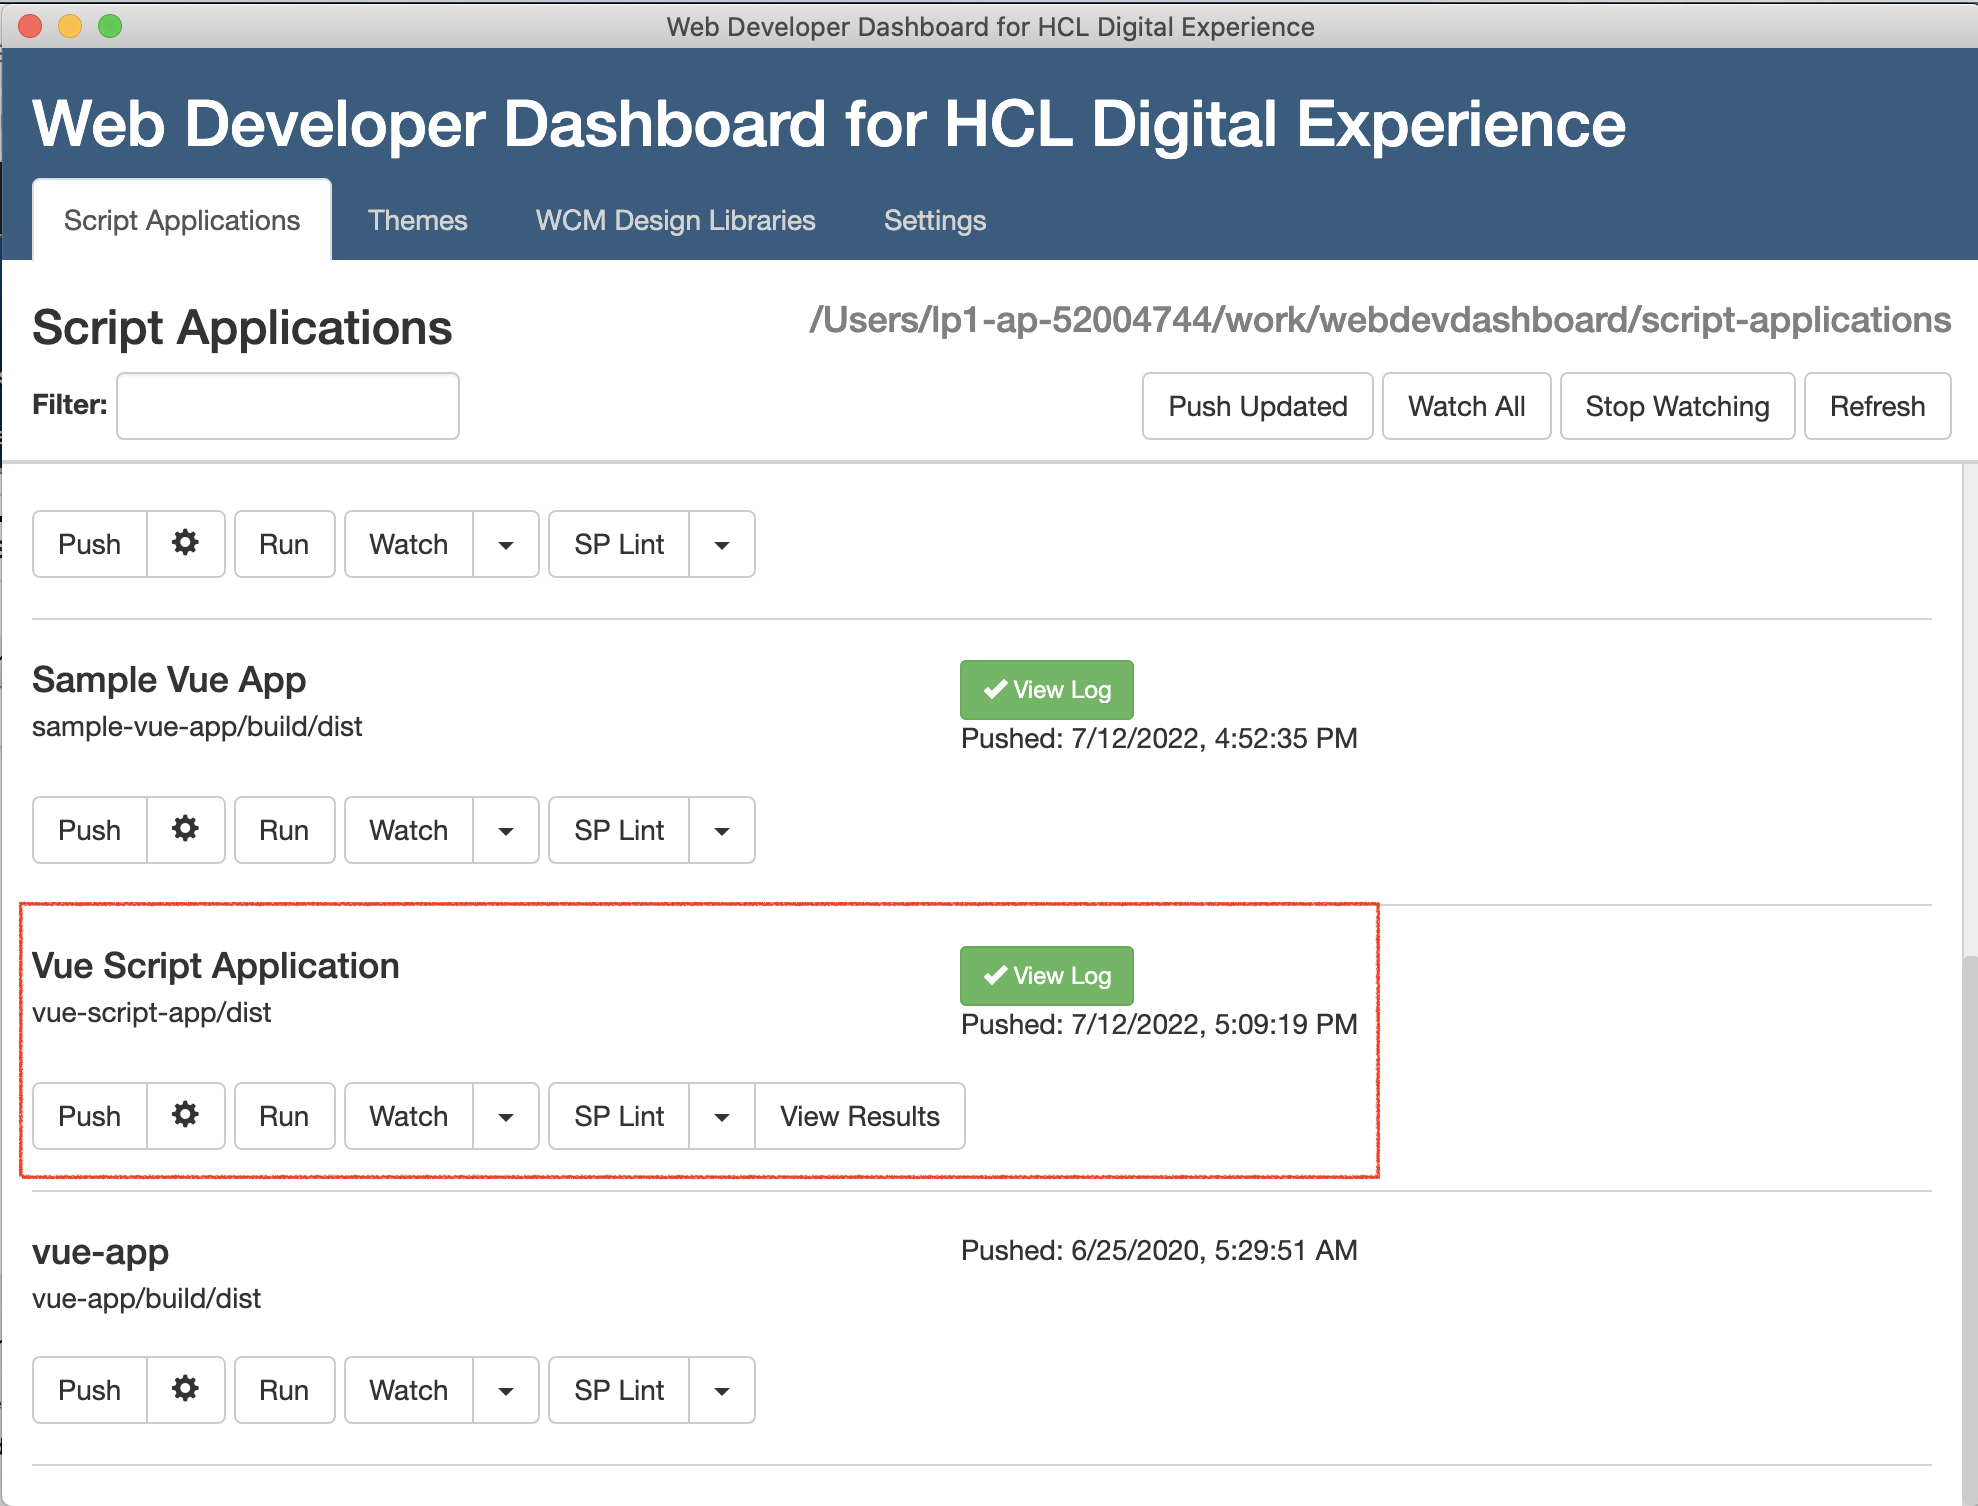 Web Developer Dashboard for HCL Digital Experience
Web Developer Dashboard for HCL Digital Experience
Script Applications Themes WCM Design Libraries Settings
Script Applications /Users/lp1-ap-52004744/work/webdevdashboard/script-applications
Filter: Push Updated Watch All Stop Watching Refresh
Push Run Watch SP Lint
Sample Vue App View Log
sample-vue-app/build/dist Pushed: 7/12/2022, 4:52:35 PM
Push Run Watch SP Lint
Vue Script Application View Log
vue-script-app/dist Pushed: 7/12/2022, 5:09:19 PM
Push Run Watch SP Lint View Results
vue-app Pushed: 6/25/2020, 5:29:51 AM
vue-app/build/dist
Push Run Watch SP Lint